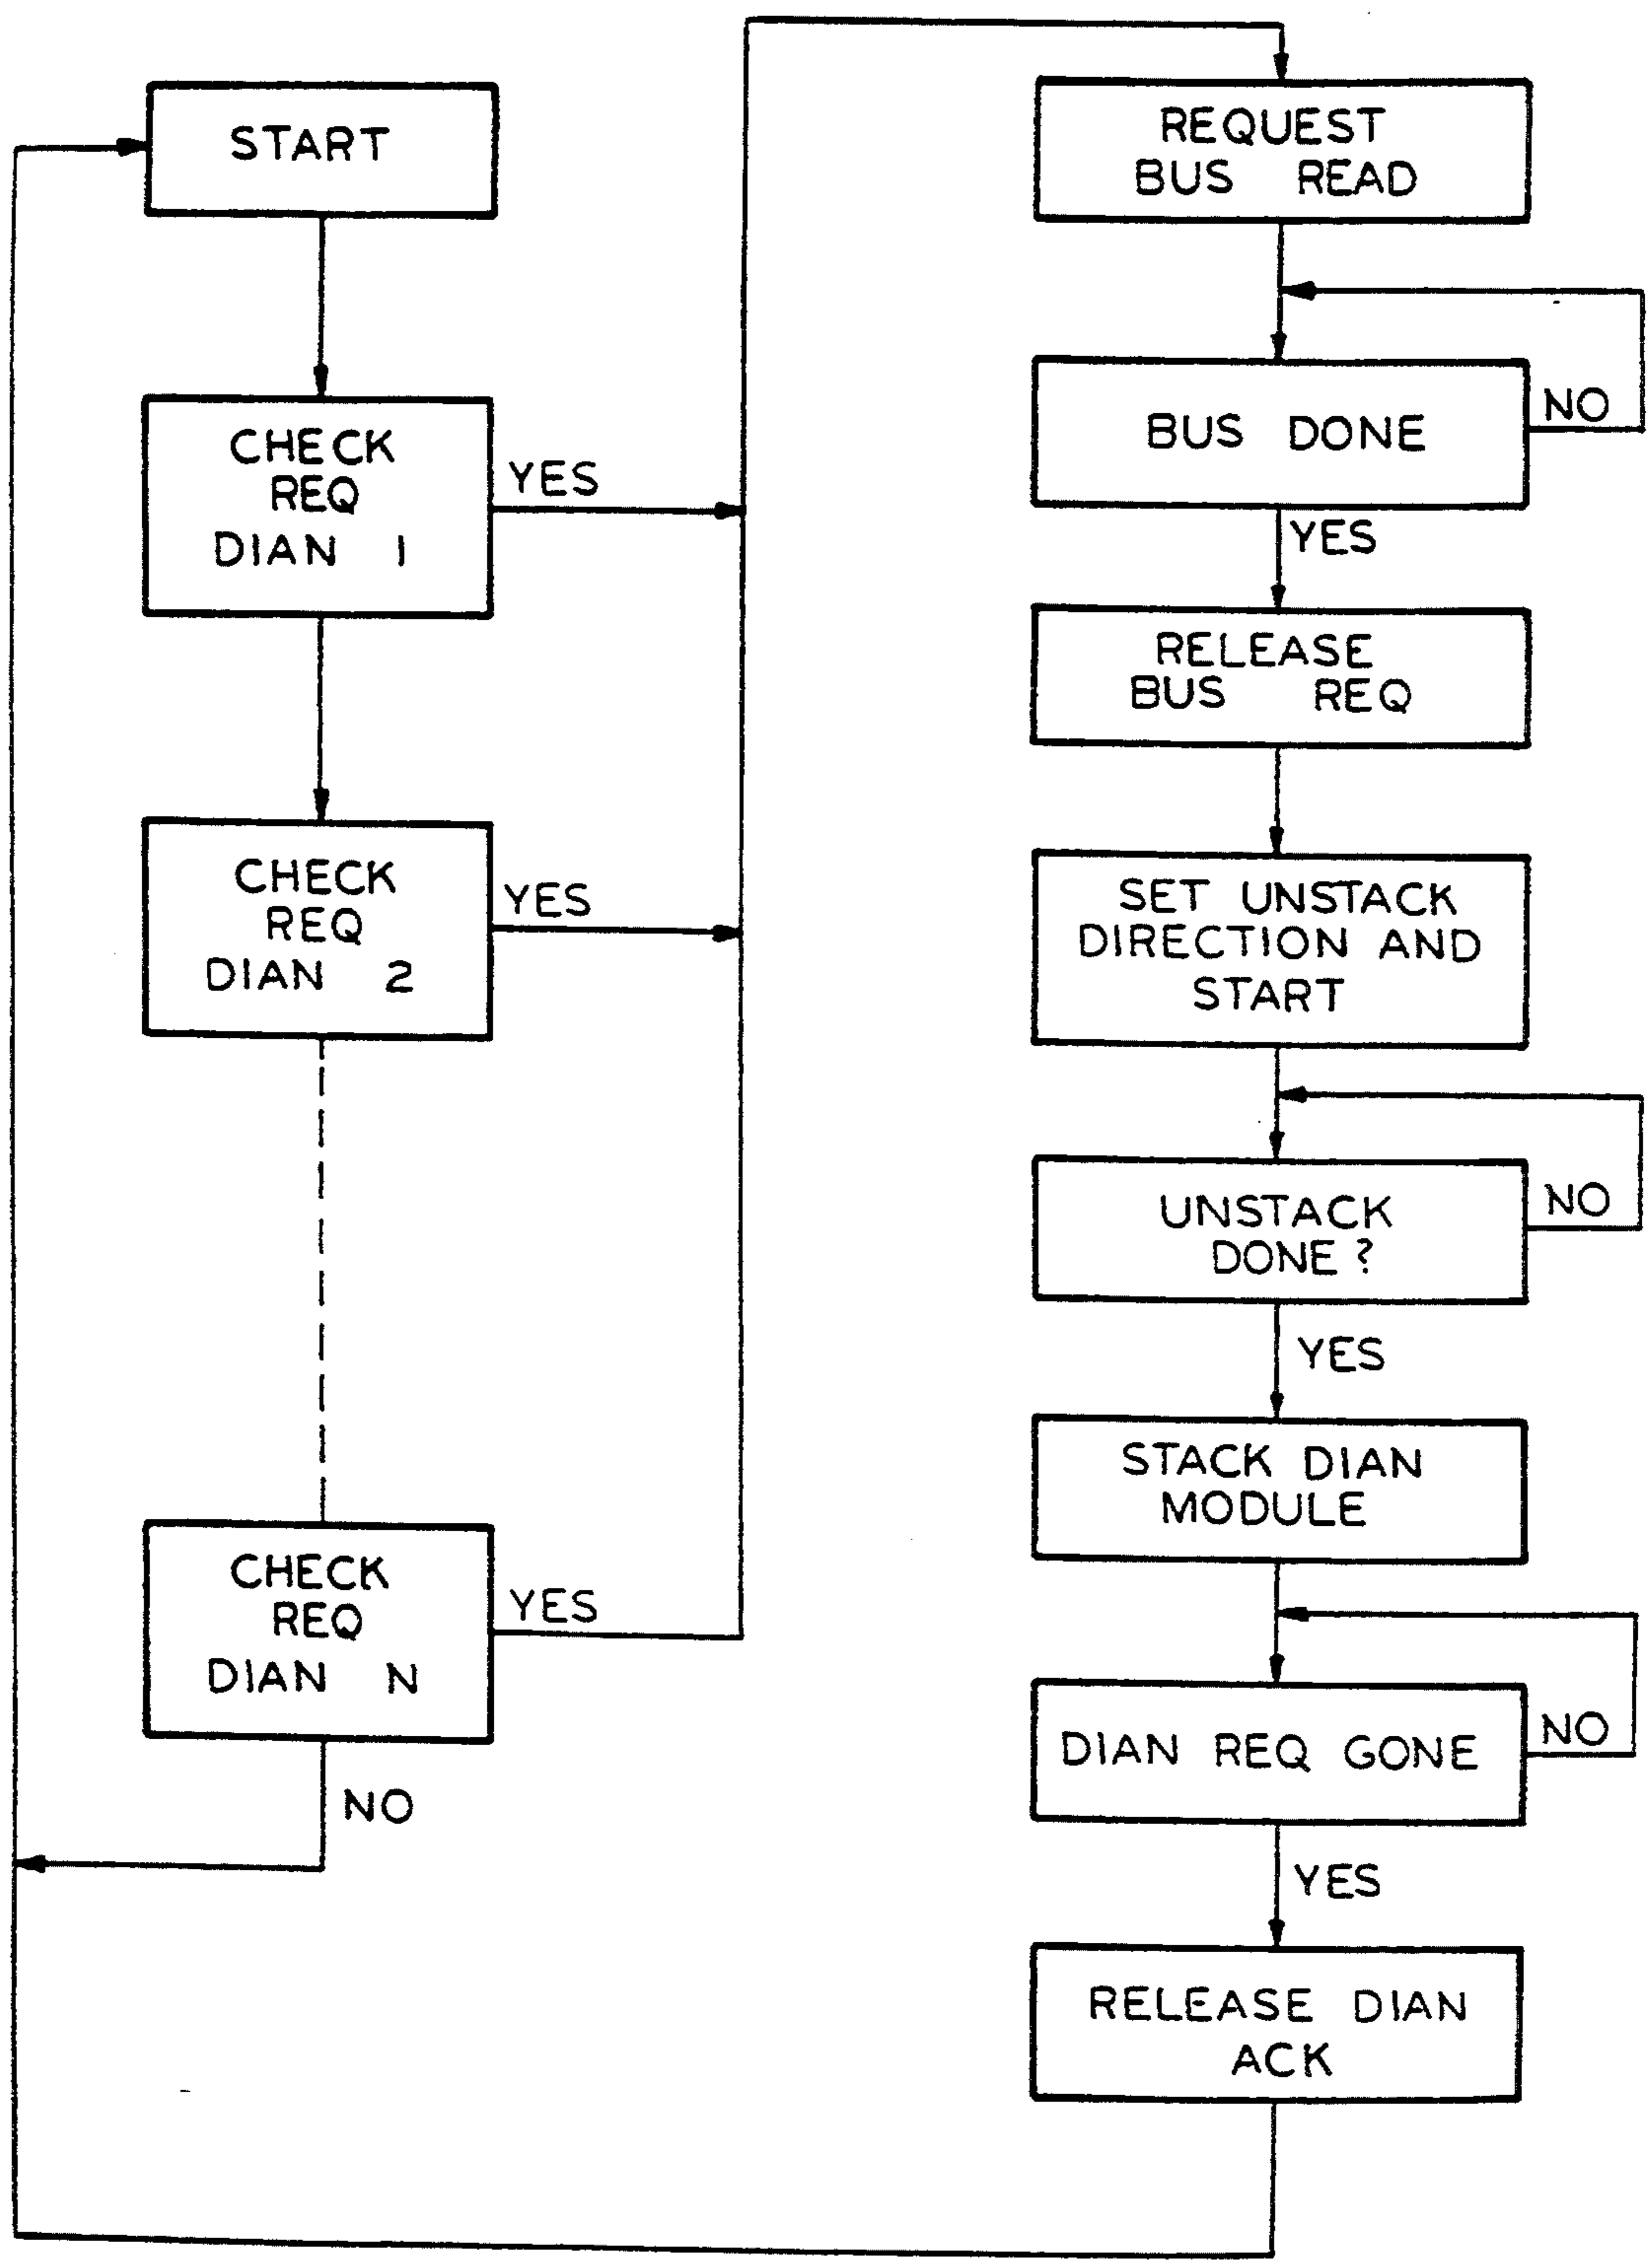 START
CHECK
REQ
DIAN 1
YES
CHECK
REQ
DIAN 2
YES
CHECK
REQ
DIAN N
YES
NO
REQUEST
BUS READ
BUS DONE
NO
YES
RELEASE
BUS REQ
SET UNSTACK
DIRECTION AND
START
UNSTACK
DONE?
NO
YES
STACK DIAN
MODULE
DIAN REQ GONE
NO
YES
RELEASE DIAN
ACK